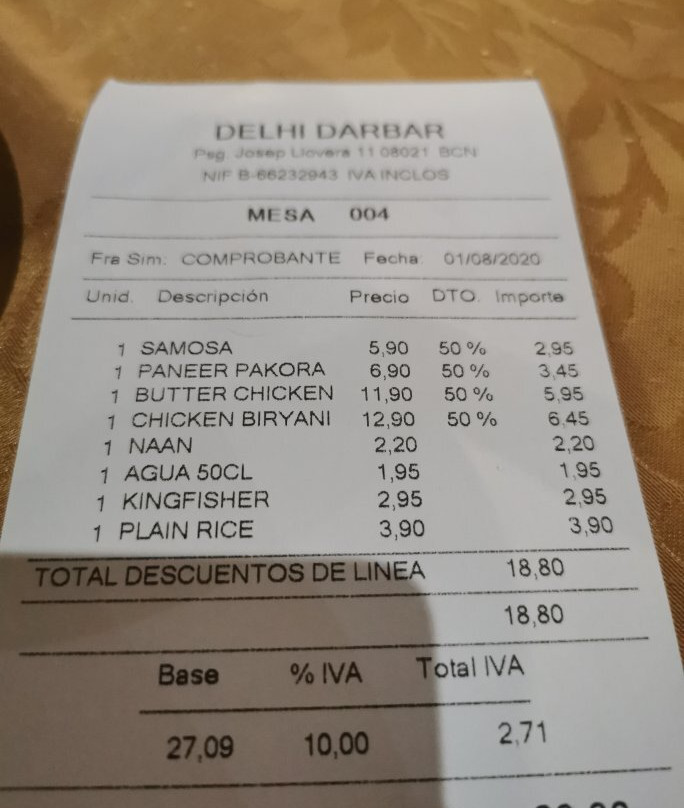 DELHI DARBAR
Psg. Josep Llovera 11 08021 BCN
NIF B-66232943 IVA INCLOS
MESA 004
Fra Sim: COMPROBANTE Fecha: 01/08/2020
Unid. Descripción Precio DTO. Importe
1 SAMOSA 5,90 50 % 2,95
1 PANEER PAKORA 6,90 50 % 3,45
1 BUTTER CHICKEN 11,90 50 % 5,95
1 CHICKEN BIRYANI 12,90 50 % 6,45
1 NAAN 2,20 2,20
1 AGUA 50CL 1,95 1,95
1 KINGFISHER 2,95 2,95
1 PLAIN RICE 3,90 3,90
TOTAL DESCUENTOS DE LINEA 18,80
18,80
Base % IVA Total IVA
27,09 10,00 2,71